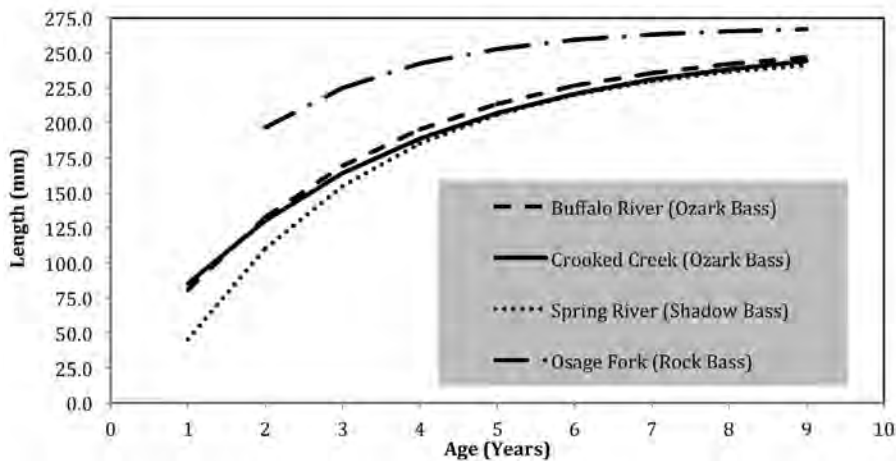 275.0
250.0
225.0
200.0
175.0
150.0
125.0
100.0
75.0
50.0
25.0
0.0
Length (mm)
Buffalo River (Ozark Bass)
Crooked Creek (Ozark Bass)
Spring River (Shadow Bass)
Osage Fork (Rock Bass)
0 1 2 3 4 5 6 7 8 9 10
Age (Years)